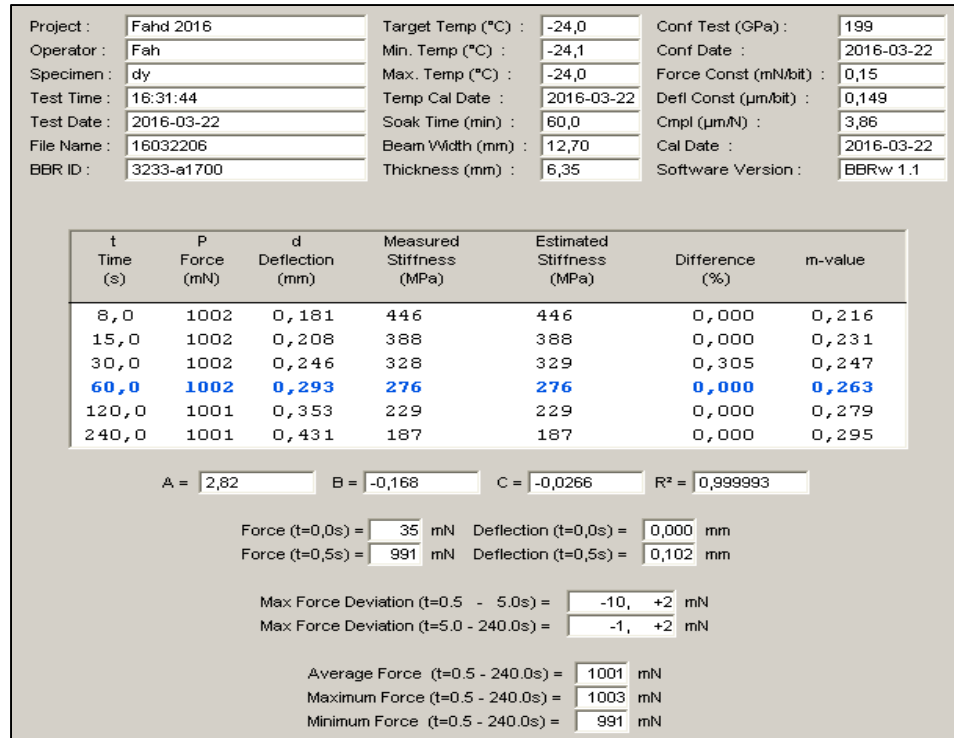 Project : Fahd 2016 Target Temp (°C) : -24,0 Conf Test (GPa) : 199
Operator : Fah Min. Temp (°C) : -24,1 Conf Date : 2016-03-22
Specimen : dy Max. Temp (°C) : -24,0 Force Const (mN/bit) : 0,15
Test Time : 16:31:44 Temp Cal Date : 2016-03-22 Defl Const (µm/bit) : 0,149
Test Date : 2016-03-22 Soak Time (min) : 60,0 Cmpl (µm/N) : 3,86
File Name : 16032206 Beam Width (mm) : 12,70 Cal Date : 2016-03-22
BBR ID : 3233-a1700 Thickness (mm) : 6,35 Software Version : BBRw 1.1
t P d Measured Estimated
Time Force Deflection Stiffness Stiffness Difference m-value
(s) (mN) (mm) (MPa) (MPa) (%)
8,0 1002 0,181 446 446 0,000 0,216
15,0 1002 0,208 388 388 0,000 0,231
30,0 1002 0,246 328 329 0,305 0,247
60,0 1002 0,293 276 276 0,000 0,263
120,0 1001 0,353 229 229 0,000 0,279
240,0 1001 0,431 187 187 0,000 0,295
A = 2,82 B = -0,168 C = -0,0266 R² = 0,999993
Force (t=0,0s) = 35 mN Deflection (t=0,0s) = 0,000 mm
Force (t=0,5s) = 991 mN Deflection (t=0,5s) = 0,102 mm
Max Force Deviation (t=0.5 - 5.0s) = -10, +2 mN
Max Force Deviation (t=5.0 - 240.0s) = -1, +2 mN
Average Force (t=0.5 - 240.0s) = 1001 mN
Maximum Force (t=0.5 - 240.0s) = 1003 mN
Minimum Force (t=0.5 - 240.0s) = 991 mN